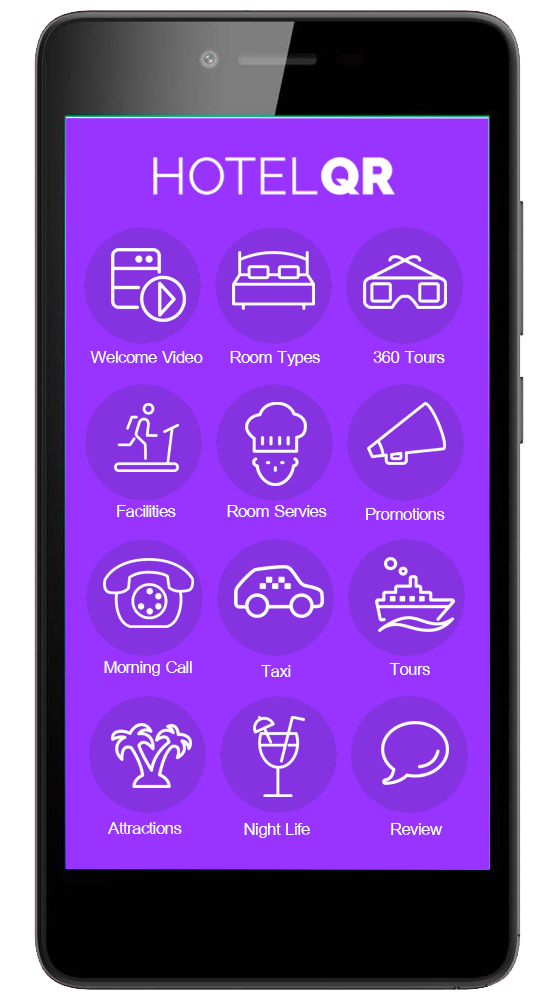 HOTELQR
Welcome Video
Room Types
360 Tours
Facilities
Room Servies
Promotions
Morning Call
Taxi
Tours
Attractions
Night Life
Review